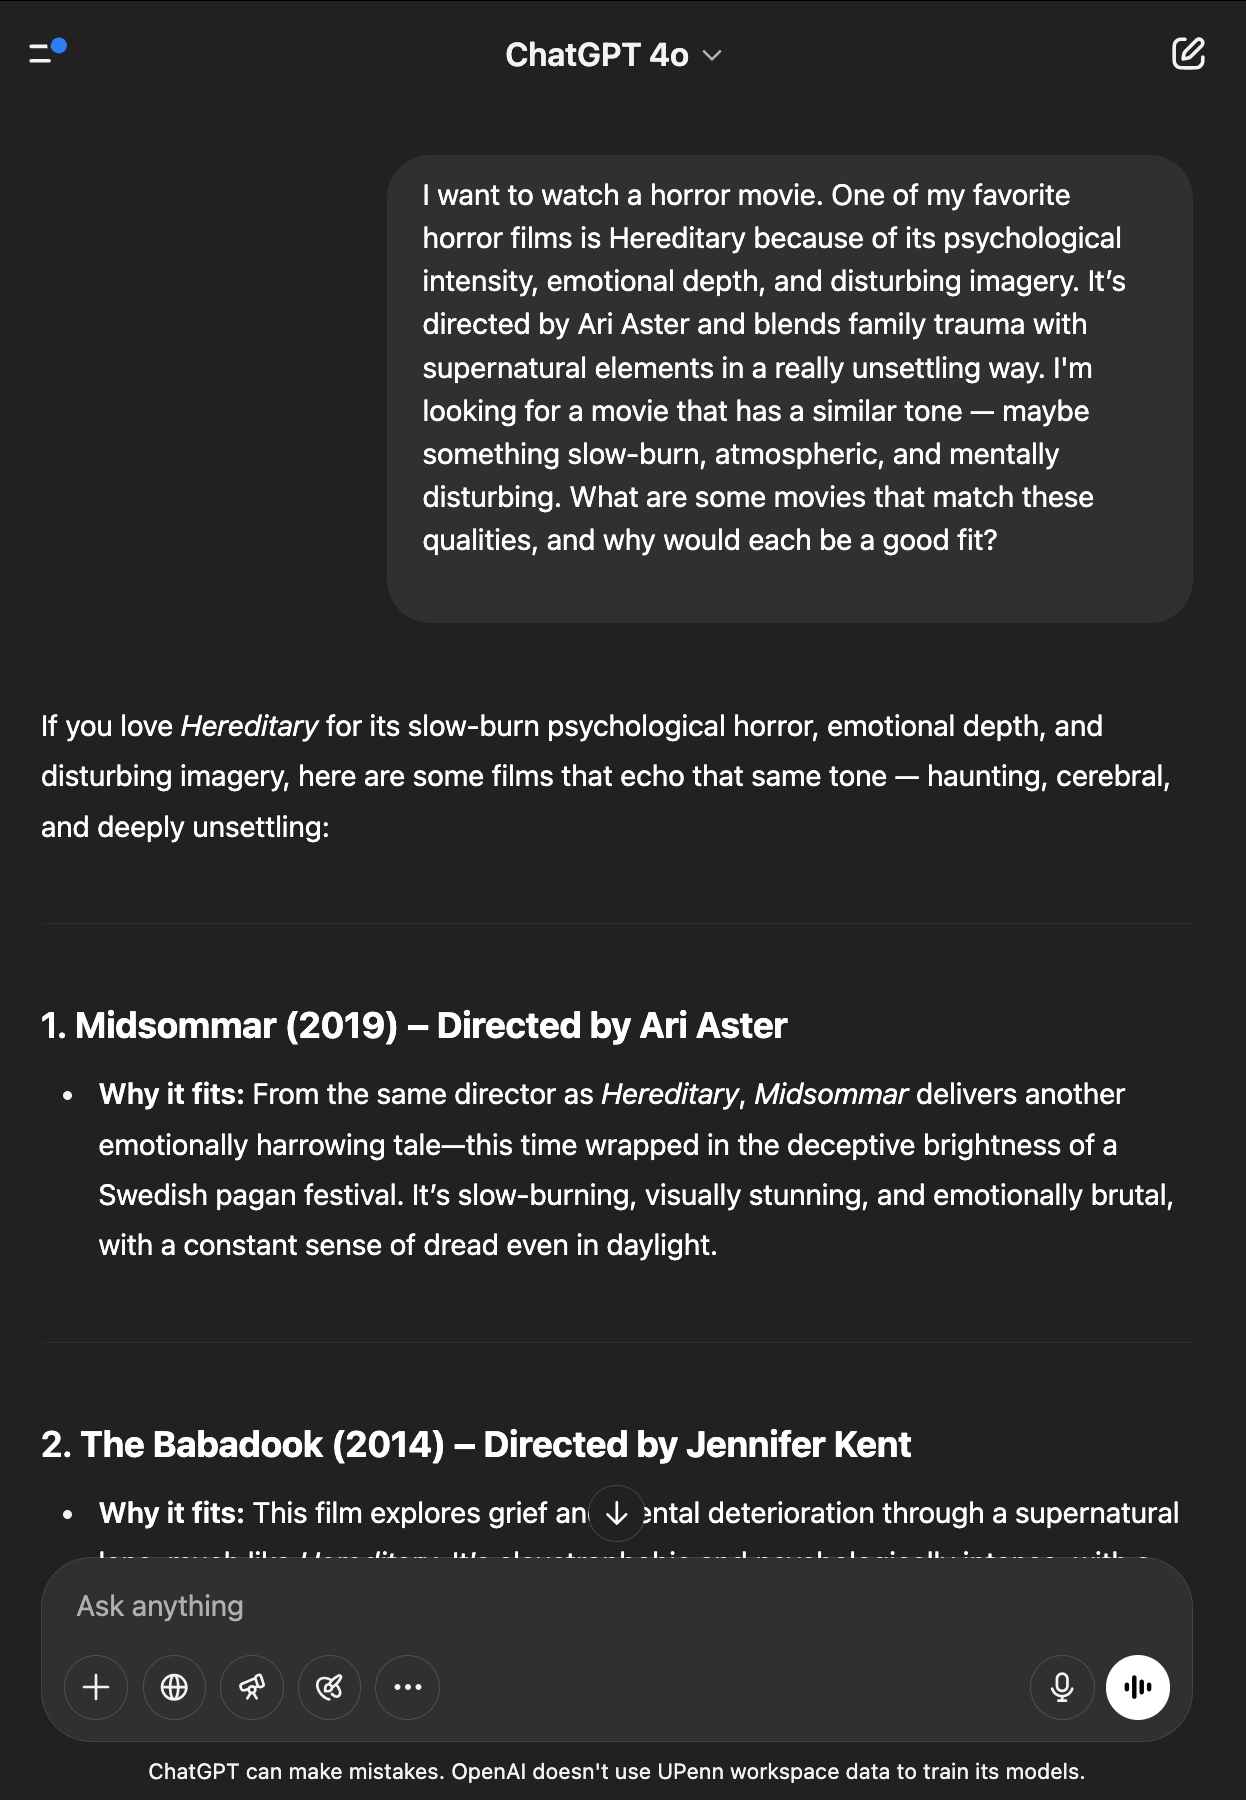 ChatGPT 4o
I want to watch a horror movie. One of my favorite
horror films is Hereditary because of its psychological
intensity, emotional depth, and disturbing imagery. It’s
directed by Ari Aster and blends family trauma with
supernatural elements in a really unsettling way. I'm
looking for a movie that has a similar tone — maybe
something slow-burn, atmospheric, and mentally
disturbing. What are some movies that match these
qualities, and why would each be a good fit?
If you love Hereditary for its slow-burn psychological horror, emotional depth, and
disturbing imagery, here are some films that echo that same tone — haunting, cerebral,
and deeply unsettling:
1. Midsommar (2019) – Directed by Ari Aster
• Why it fits: From the same director as Hereditary, Midsommar delivers another
emotionally harrowing tale—this time wrapped in the deceptive brightness of a
Swedish pagan festival. It’s slow-burning, visually stunning, and emotionally brutal,
with a constant sense of dread even in daylight.
2. The Babadook (2014) – Directed by Jennifer Kent
• Why it fits: This film explores grief deterioration through a supernatural
Ask anything
ChatGPT can make mistakes. OpenAI doesn't use UPenn workspace data to train its models.